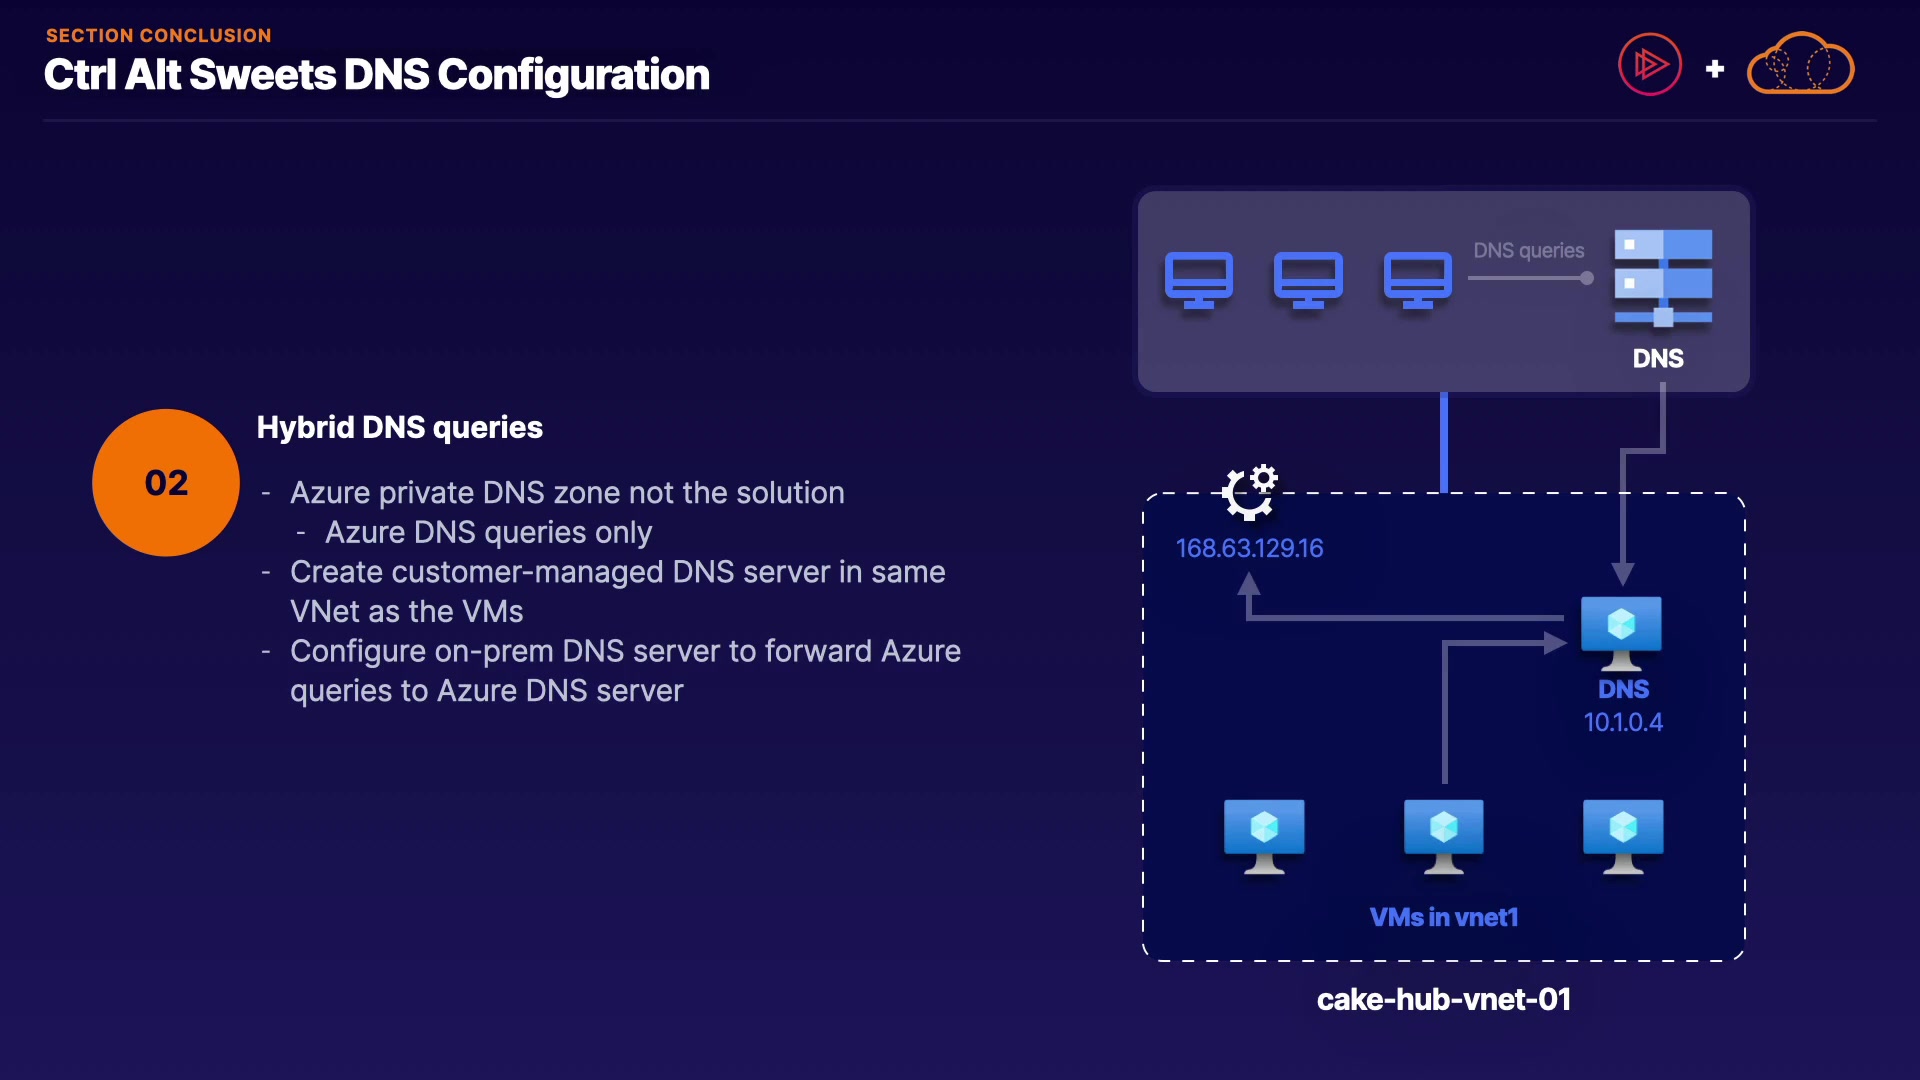 SECTION CONCLUSION
Ctrl Alt Sweets DNS Configuration
+
02
Hybrid DNS queries
- Azure private DNS zone not the solution
- Azure DNS queries only
- Create customer-managed DNS server in same
VNet as the VMs
- Configure on-prem DNS server to forward Azure
queries to Azure DNS server
DNS queries
DNS
168.63.129.16
DNS
10.1.0.4
VMs in vnet1
cake-hub-vnet-01